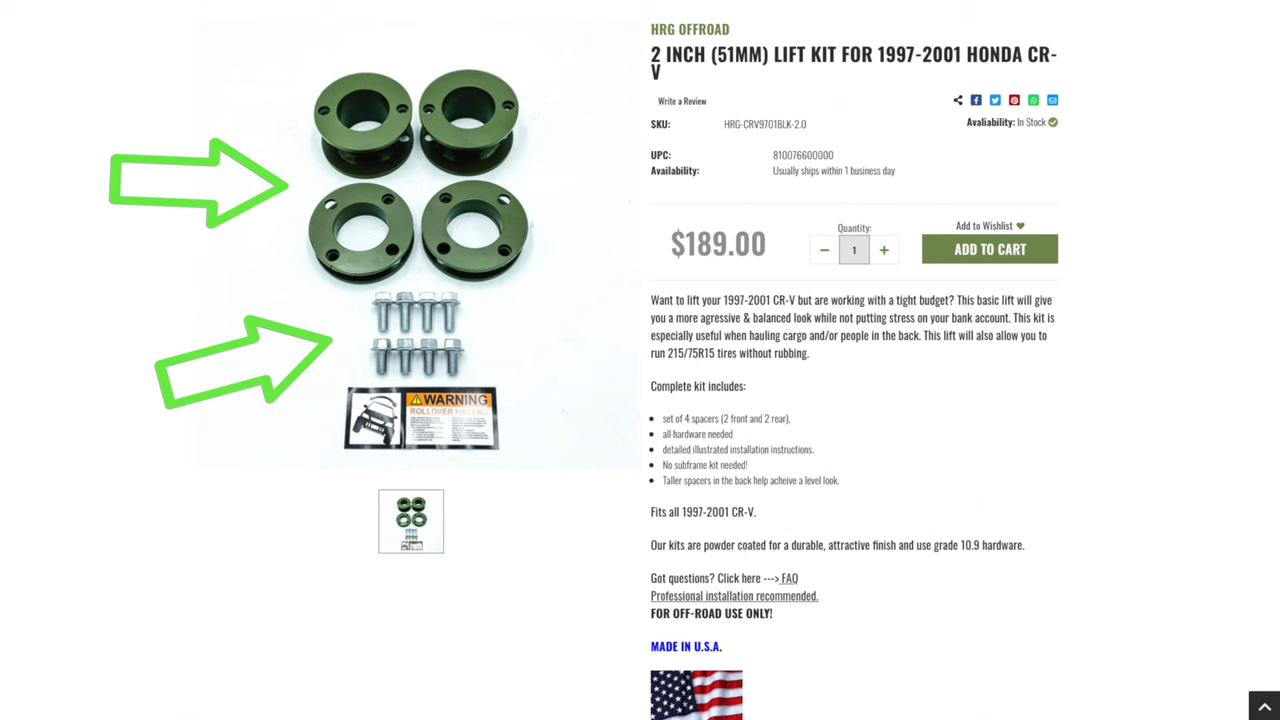 HRG OFFROAD
2 INCH (51MM) LIFT KIT FOR 1997-2001 HONDA CR-
V
Write a Review
SKU: HRG-CRV9701BLK-2.0
Avaliability: In Stock
UPC: 810076600000
Availability: Usually ships within 1 business day
$189.00
Quantity:
1
Add to Wishlist
ADD TO CART
Want to lift your 1997-2001 CR-V but are working with a tight budget? This basic lift will give
you a more agressive & balanced look while not putting stress on your bank account. This kit is
especially useful when hauling cargo and/or people in the back. This lift will also allow you to
run 215/75R15 tires without rubbing.
Complete kit includes:
set of 4 spacers (2 front and 2 rear),
all hardware needed
detailed illustrated installation instructions.
No subframe kit needed!
Taller spacers in the back help acheive a level look.
Fits all 1997-2001 CR-V.
Our kits are powder coated for a durable, attractive finish and use grade 10.9 hardware.
Got questions? Click here ---> FAQ
Professional installation recommended.
FOR OFF-ROAD USE ONLY!
MADE IN U.S.A.
WARNING
ROLLOVER HAZARD